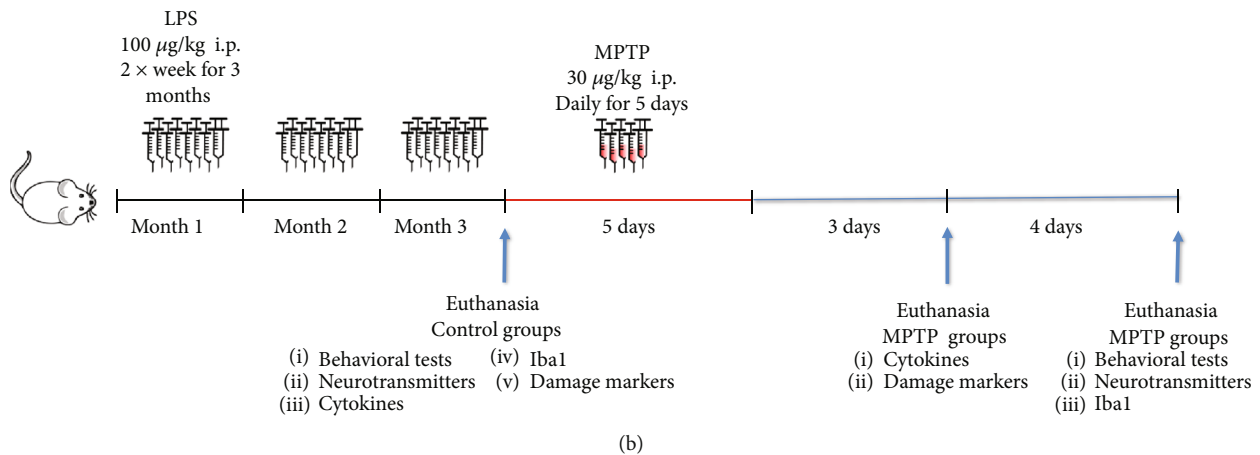 LPS
100 μg/kg i.p.
2 × week for 3
months
MPTP
30 μg/kg i.p.
Daily for 5 days
Month 1
Month 2
Month 3
5 days
3 days
4 days
Euthanasia
Control groups
(i) Behavioral tests
(ii) Neurotransmitters
(iii) Cytokines
(iv) Iba1
(v) Damage markers
Euthanasia
MPTP groups
(i) Cytokines
(ii) Damage markers
Euthanasia
MPTP groups
(i) Behavioral tests
(ii) Neurotransmitters
(iii) Iba1
(b)